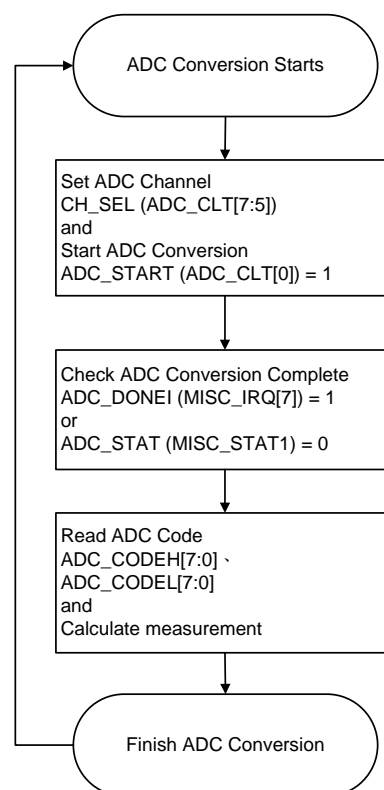 ADC Conversion Starts
Set ADC Channel
CH_SEL (ADC_CLT[7:5])
and
Start ADC Conversion
ADC_START (ADC_CLT[0]) = 1
Check ADC Conversion Complete
ADC_DONEI (MISC_IRQ[7]) = 1
or
ADC_STAT (MISC_STAT1) = 0
Read ADC Code
ADC_CODEH[7:0]、
ADC_CODEL[7:0]
and
Calculate measurement
Finish ADC Conversion